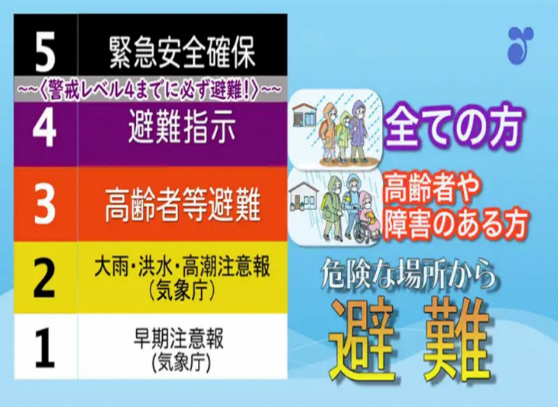 5 緊急安全確保
~~〈警戒レベル4までに必ず避難!〉~~
4 避難指示
全ての方
3 高齢者等避難
高齢者や
障害のある方
2 大雨・洪水・高潮注意報
(気象庁)
危険な場所から
避難
1 早期注意報
(気象庁)